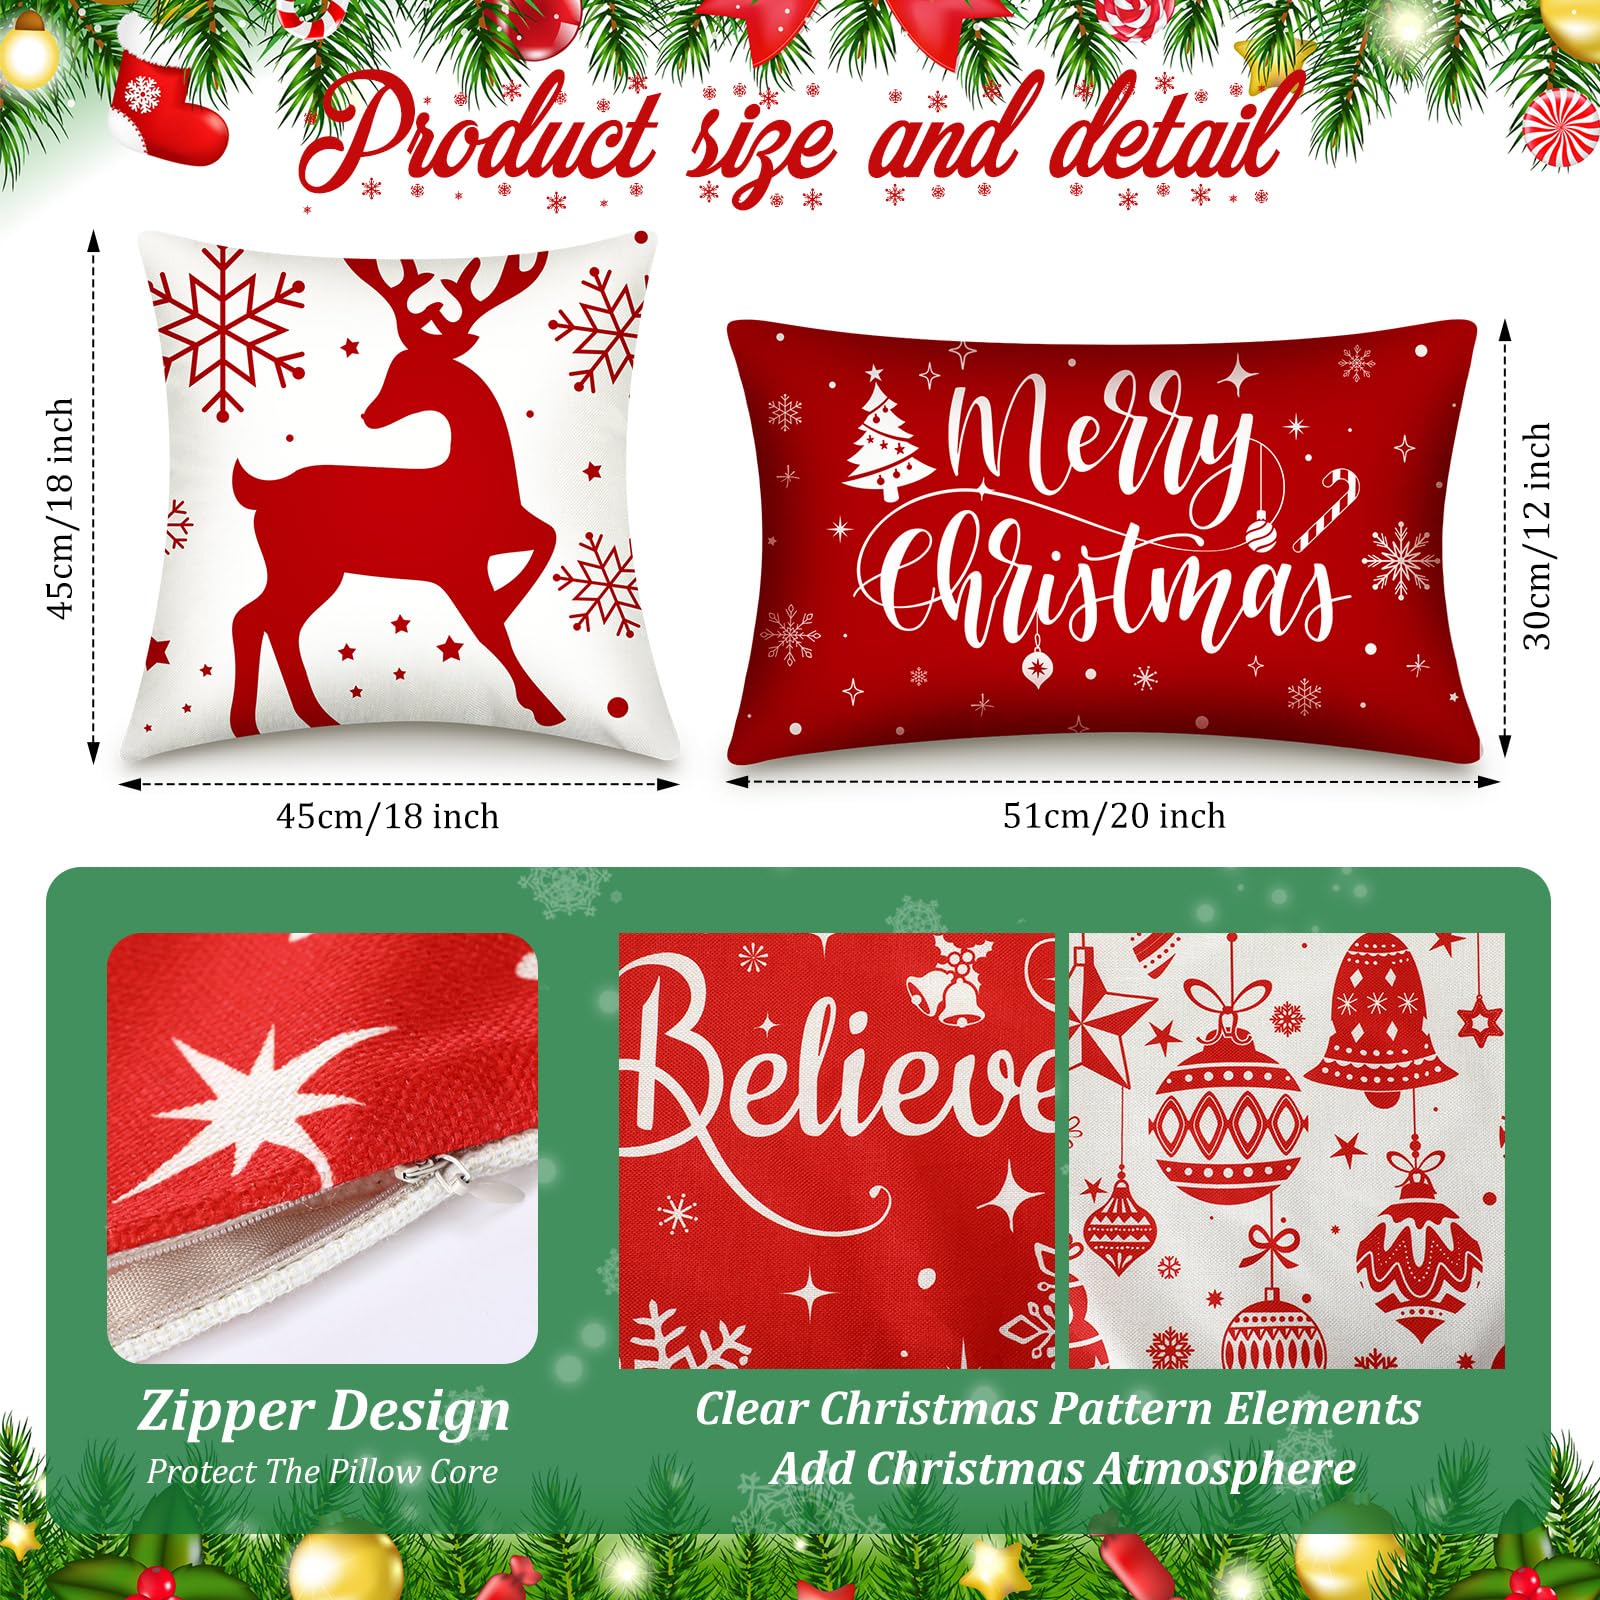 Product size and detail
45cm/18 inch
Merry
Christmas
30cm/12 inch
45cm/18 inch
51cm/20 inch
Believe
Zipper Design
Protect The Pillow Core
Clear Christmas Pattern Elements
Add Christmas Atmosphere